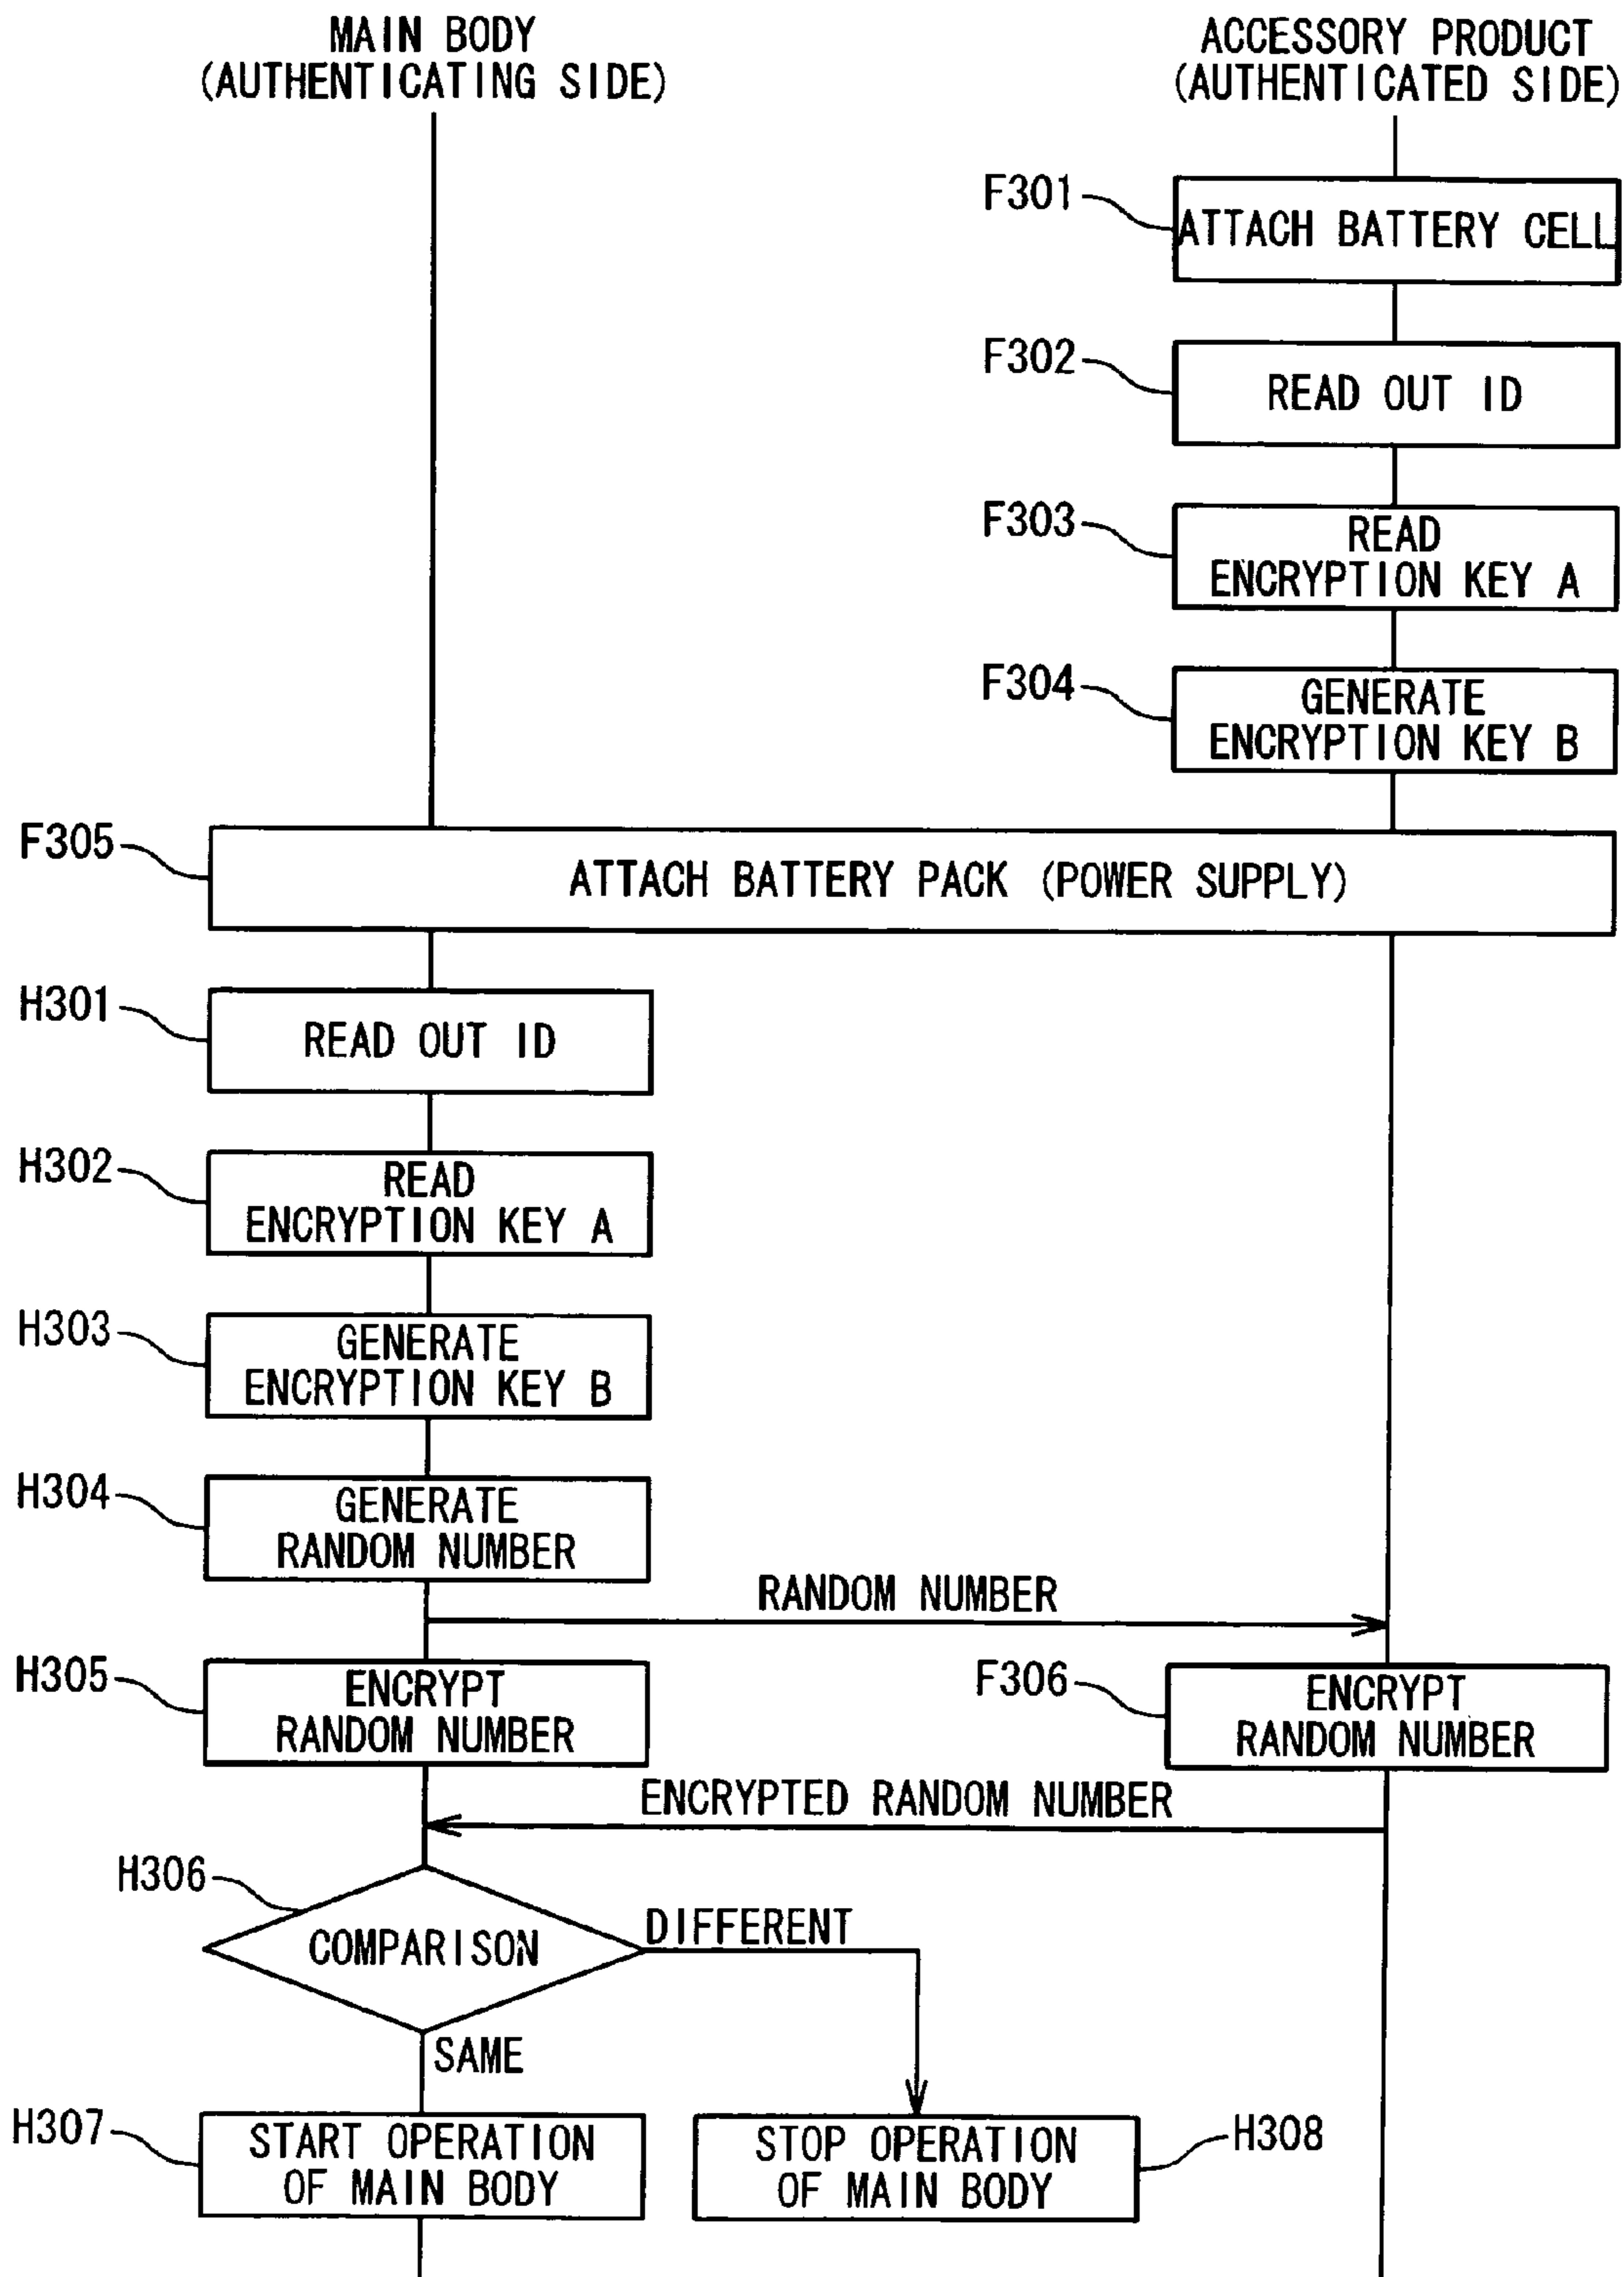 MAIN BODY
(AUTHENTICATING SIDE)
ACCESSORY PRODUCT
(AUTHENTICATED SIDE)
F301
ATTACH BATTERY CELL
F302
READ OUT ID
F303
READ
ENCRYPTION KEY A
F304
GENERATE
ENCRYPTION KEY B
F305
ATTACH BATTERY PACK (POWER SUPPLY)
H301
READ OUT ID
H302
READ
ENCRYPTION KEY A
H303
GENERATE
ENCRYPTION KEY B
H304
GENERATE
RANDOM NUMBER
RANDOM NUMBER
H305
ENCRYPT
RANDOM NUMBER
F306
ENCRYPT
RANDOM NUMBER
ENCRYPTED RANDOM NUMBER
H306
COMPARISON
DIFFERENT
SAME
H307
START OPERATION
OF MAIN BODY
STOP OPERATION
OF MAIN BODY
H308